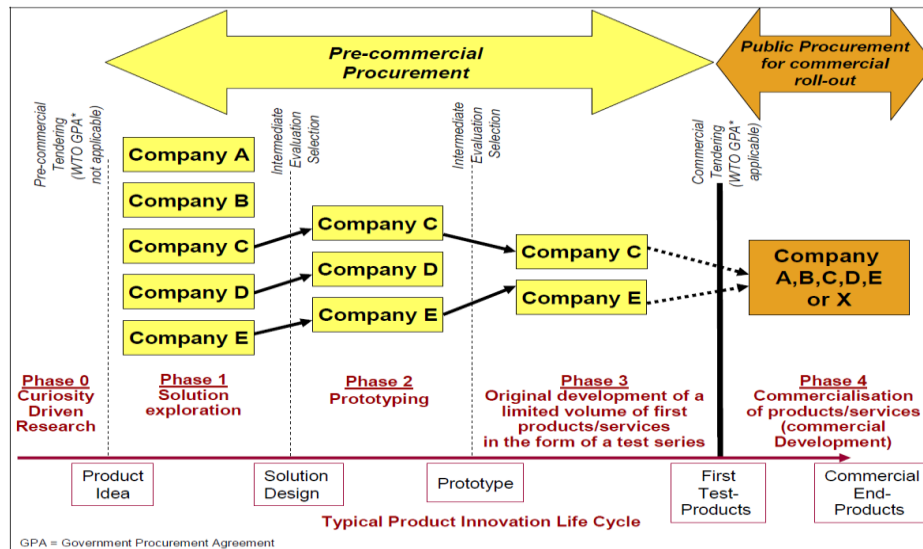 Pre-commercial
Procurement
Public Procurement
for commercial
roll-out
Pre-commercial
Tendering
(WTO GPA*
not applicable)
Intermediate
Evaluation
Selection
Intermediate
Evaluation
Selection
Commercial
Tendering
(WTO GPA*
applicable)
Company A
Company B
Company C
Company D
Company E
Company C
Company D
Company E
Company C
Company E
Company
A,B,C,D,E
or X
Phase 0
Curiosity
Driven
Research
Phase 1
Solution
exploration
Phase 2
Prototyping
Phase 3
Original development of a
limited volume of first
products/services
in the form of a test series
Phase 4
Commercialisation
of products/services
(commercial
Development)
Product
Idea
Solution
Design
Prototype
First
Test-
Products
Commercial
End-
Products
Typical Product Innovation Life Cycle
GPA = Government Procurement Agreement